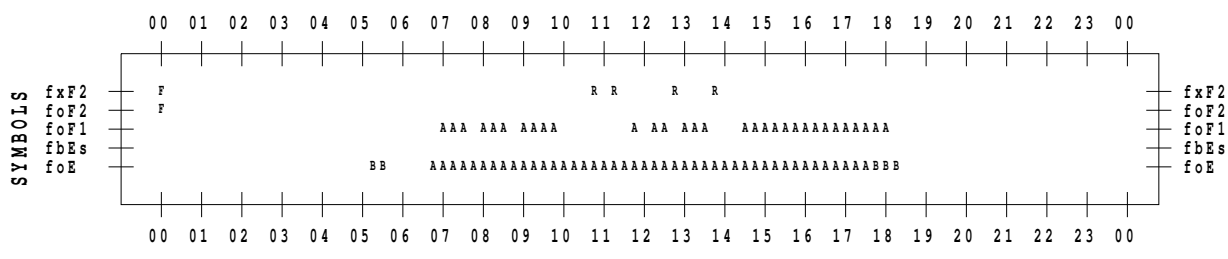 00 01 02 03 04 05 06 07 08 09 10 11 12 13 14 15 16 17 18 19 20 21 22 23 00
SYMBOLS
fxF2 F R R R R fxF2
foF2 F foF2
foF1 AAA AAA AAAA A AA AAA AAAAAAAAAAAAAAA foF1
fbEs fbEs
foE BB AAAAAAAAAAAAAAAAAAAAAAAAAAAAAAAAAAAAAAAAAAAABBB foE
00 01 02 03 04 05 06 07 08 09 10 11 12 13 14 15 16 17 18 19 20 21 22 23 00